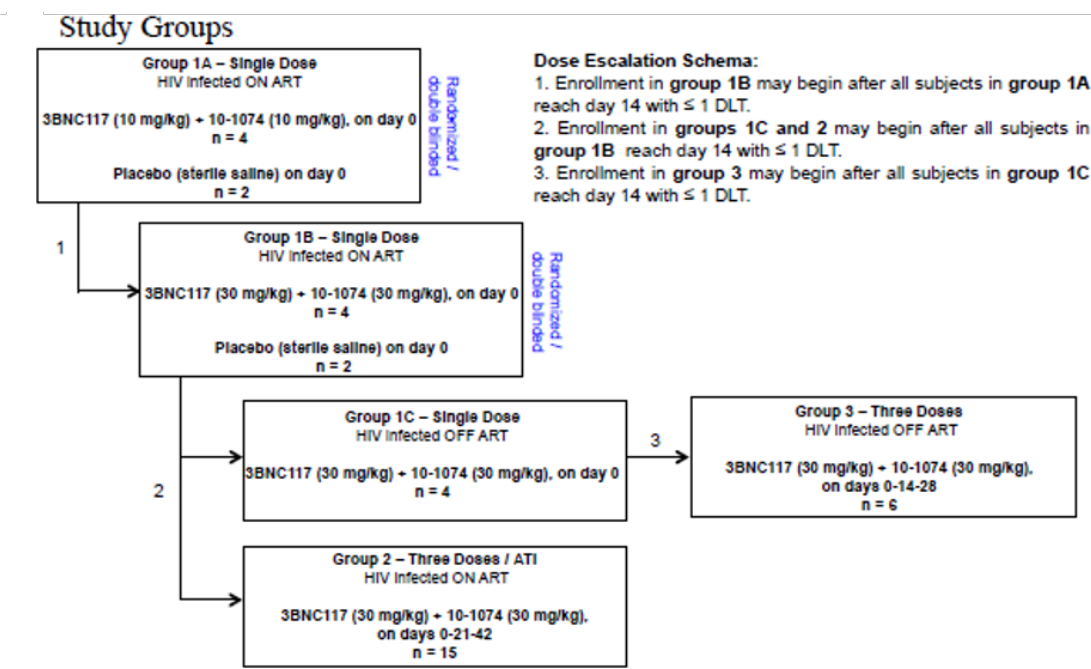 Study Groups
Group 1A – Single Dose
HIV Infected ON ART
3BNC117 (10 mg/kg) + 10-1074 (10 mg/kg), on day 0
n = 4
Placebo (sterile saline) on day 0
n = 2
Randomized /
double blinded
Dose Escalation Schema:
1. Enrollment in group 1B may begin after all subjects in group 1A
reach day 14 with ≤ 1 DLT.
2. Enrollment in groups 1C and 2 may begin after all subjects in
group 1B reach day 14 with ≤ 1 DLT.
3. Enrollment in group 3 may begin after all subjects in group 1C
reach day 14 with ≤ 1 DLT.
1
Group 1B – Single Dose
HIV Infected ON ART
3BNC117 (30 mg/kg) + 10-1074 (30 mg/kg), on day 0
n = 4
Placebo (sterile saline) on day 0
n = 2
Randomized /
double blinded
2
Group 1C – Single Dose
HIV Infected OFF ART
3BNC117 (30 mg/kg) + 10-1074 (30 mg/kg), on day 0
n = 4
3
Group 3 – Three Doses
HIV Infected OFF ART
3BNC117 (30 mg/kg) + 10-1074 (30 mg/kg),
on days 0-14-28
n = 6
Group 2 – Three Doses / ATI
HIV Infected ON ART
3BNC117 (30 mg/kg) + 10-1074 (30 mg/kg),
on days 0-21-42
n = 15